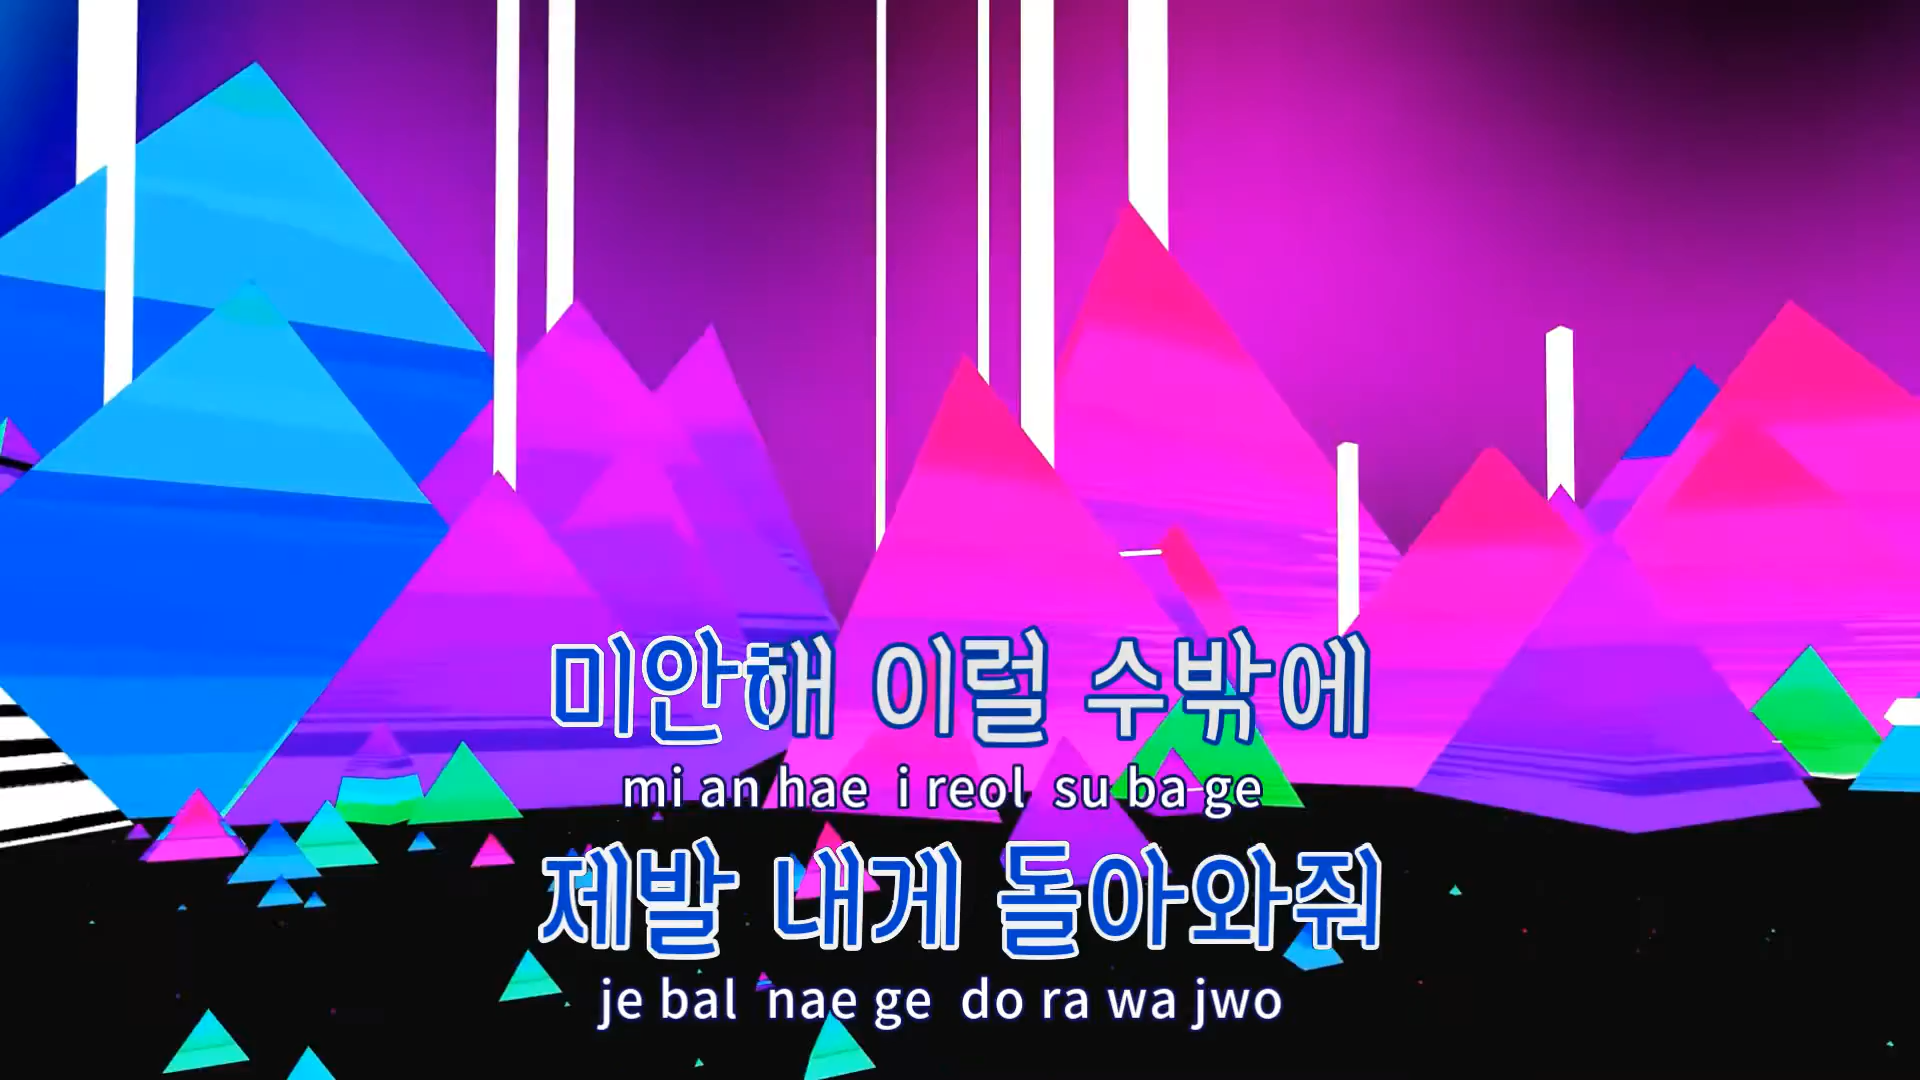 미안해 이럴 수밖에
mi an hae i reol su ba ge
제발 내게 돌아와줘
je bal nae ge do ra wa jwo